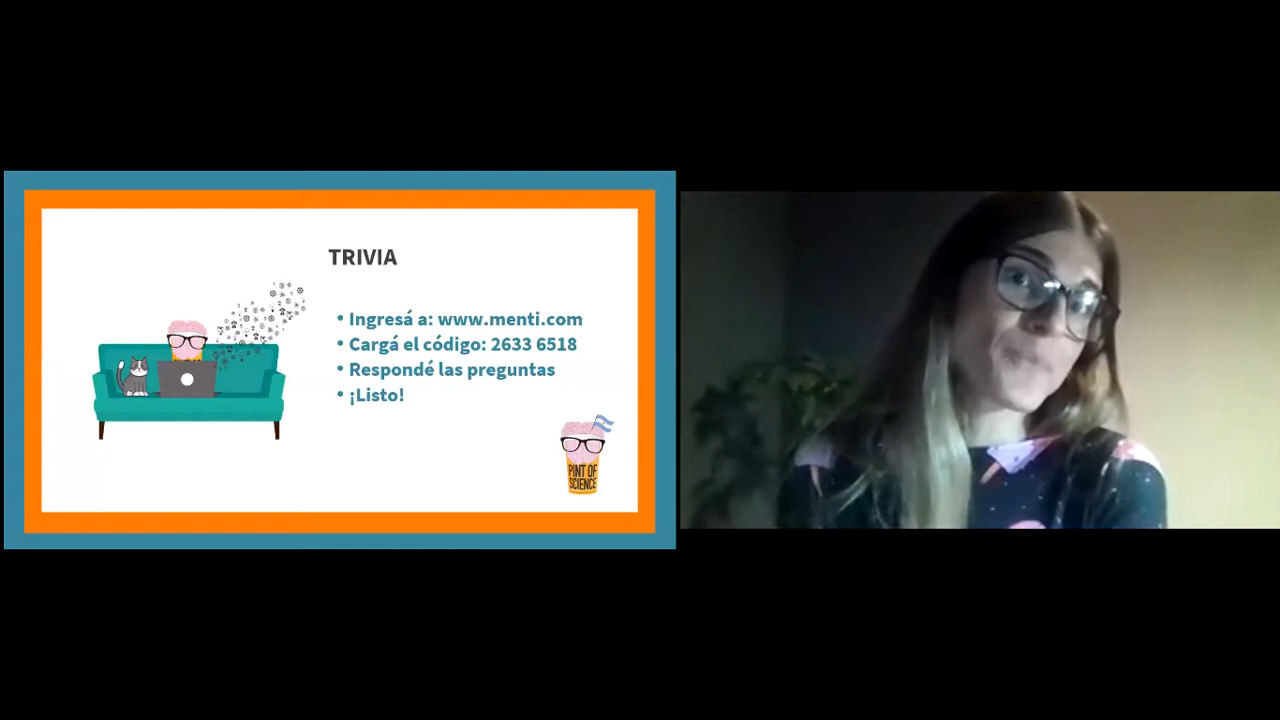 TRIVIA
• Ingresá a: www.menti.com
• Cargá el código: 2633 6518
• Respondé las preguntas
• ¡Listo!
PINT OF
SCIENCE